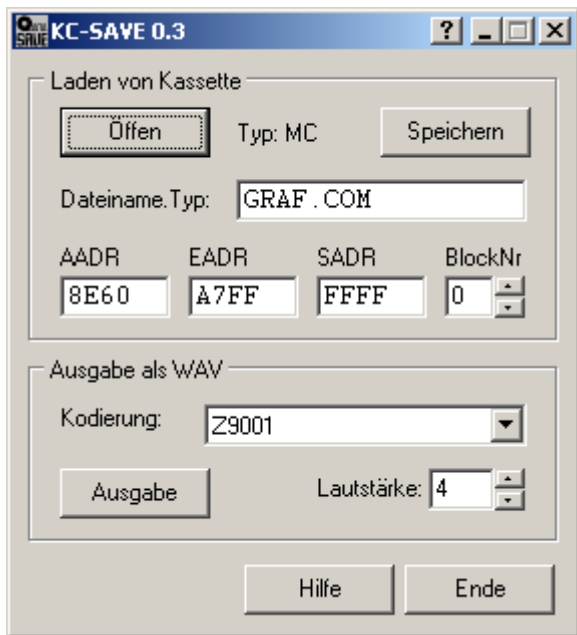 SAVE KC-SAVE 0.3 ?
Laden von Kassette
Öffen Typ: MC Speichern
Dateiname.Typ: GRAF.COM
AADR EADR SADR BlockNr
8E60 A7FF FFFF 0
Ausgabe als WAV
Kodierung: Z9001
Ausgabe Lautstärke: 4
Hilfe Ende